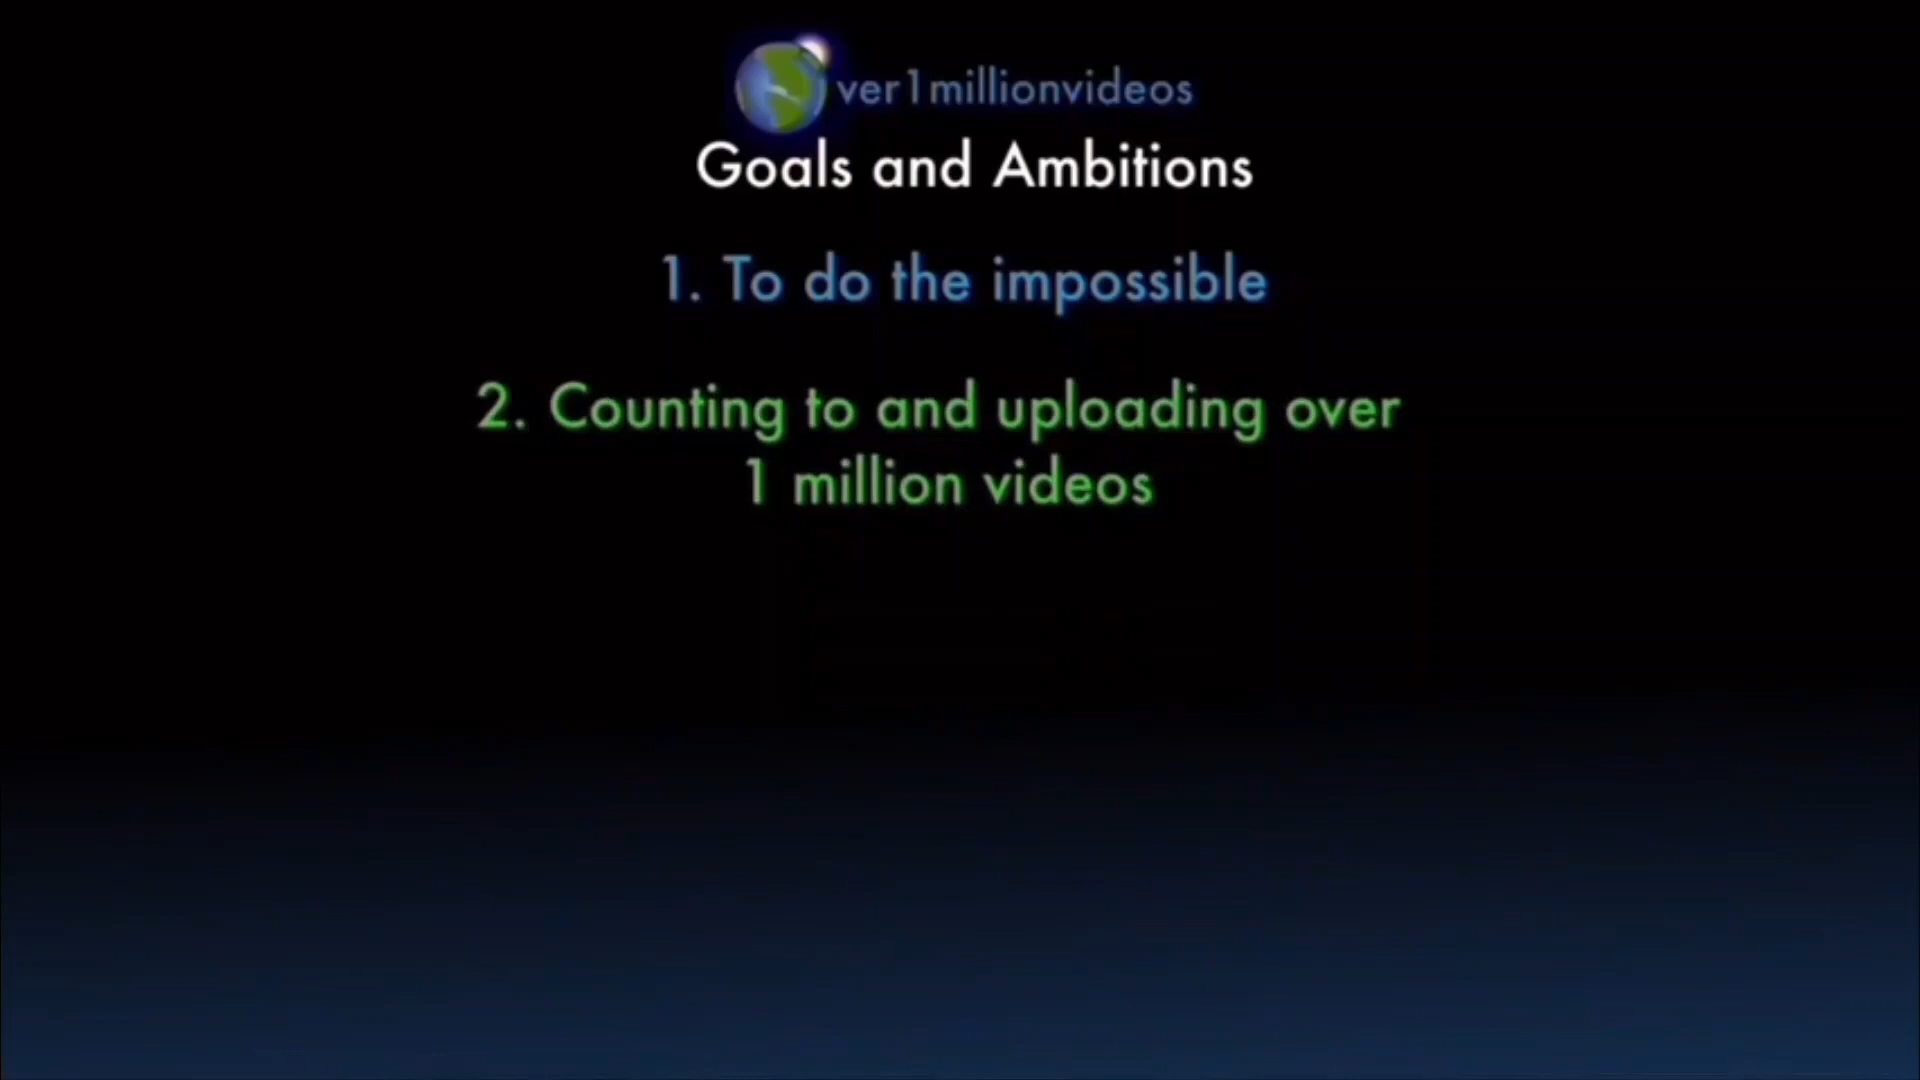 ver1millionvideos
Goals and Ambitions
1. To do the impossible
2. Counting to and uploading over
1 million videos